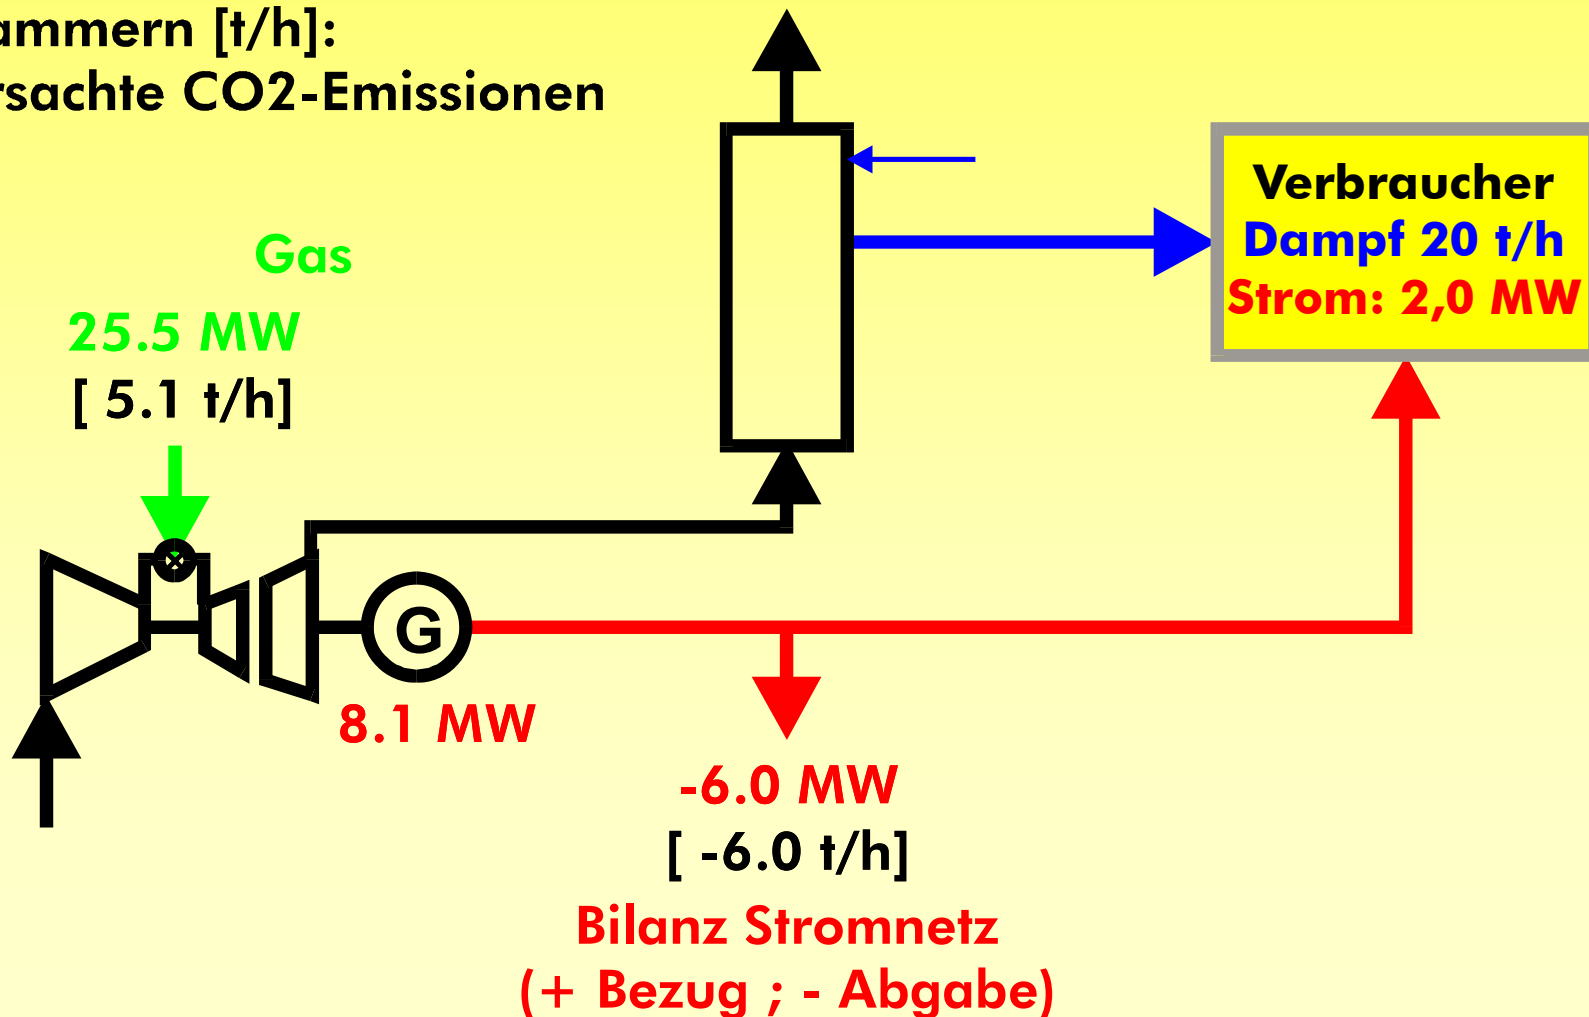 ammern [t/h]:
rsachte CO2-Emissionen
Gas
25.5 MW
[ 5.1 t/h]
Verbraucher
Dampf 20 t/h
Strom: 2,0 MW
G
8.1 MW
-6.0 MW
[ -6.0 t/h]
Bilanz Stromnetz
(+ Bezug ; - Abgabe)